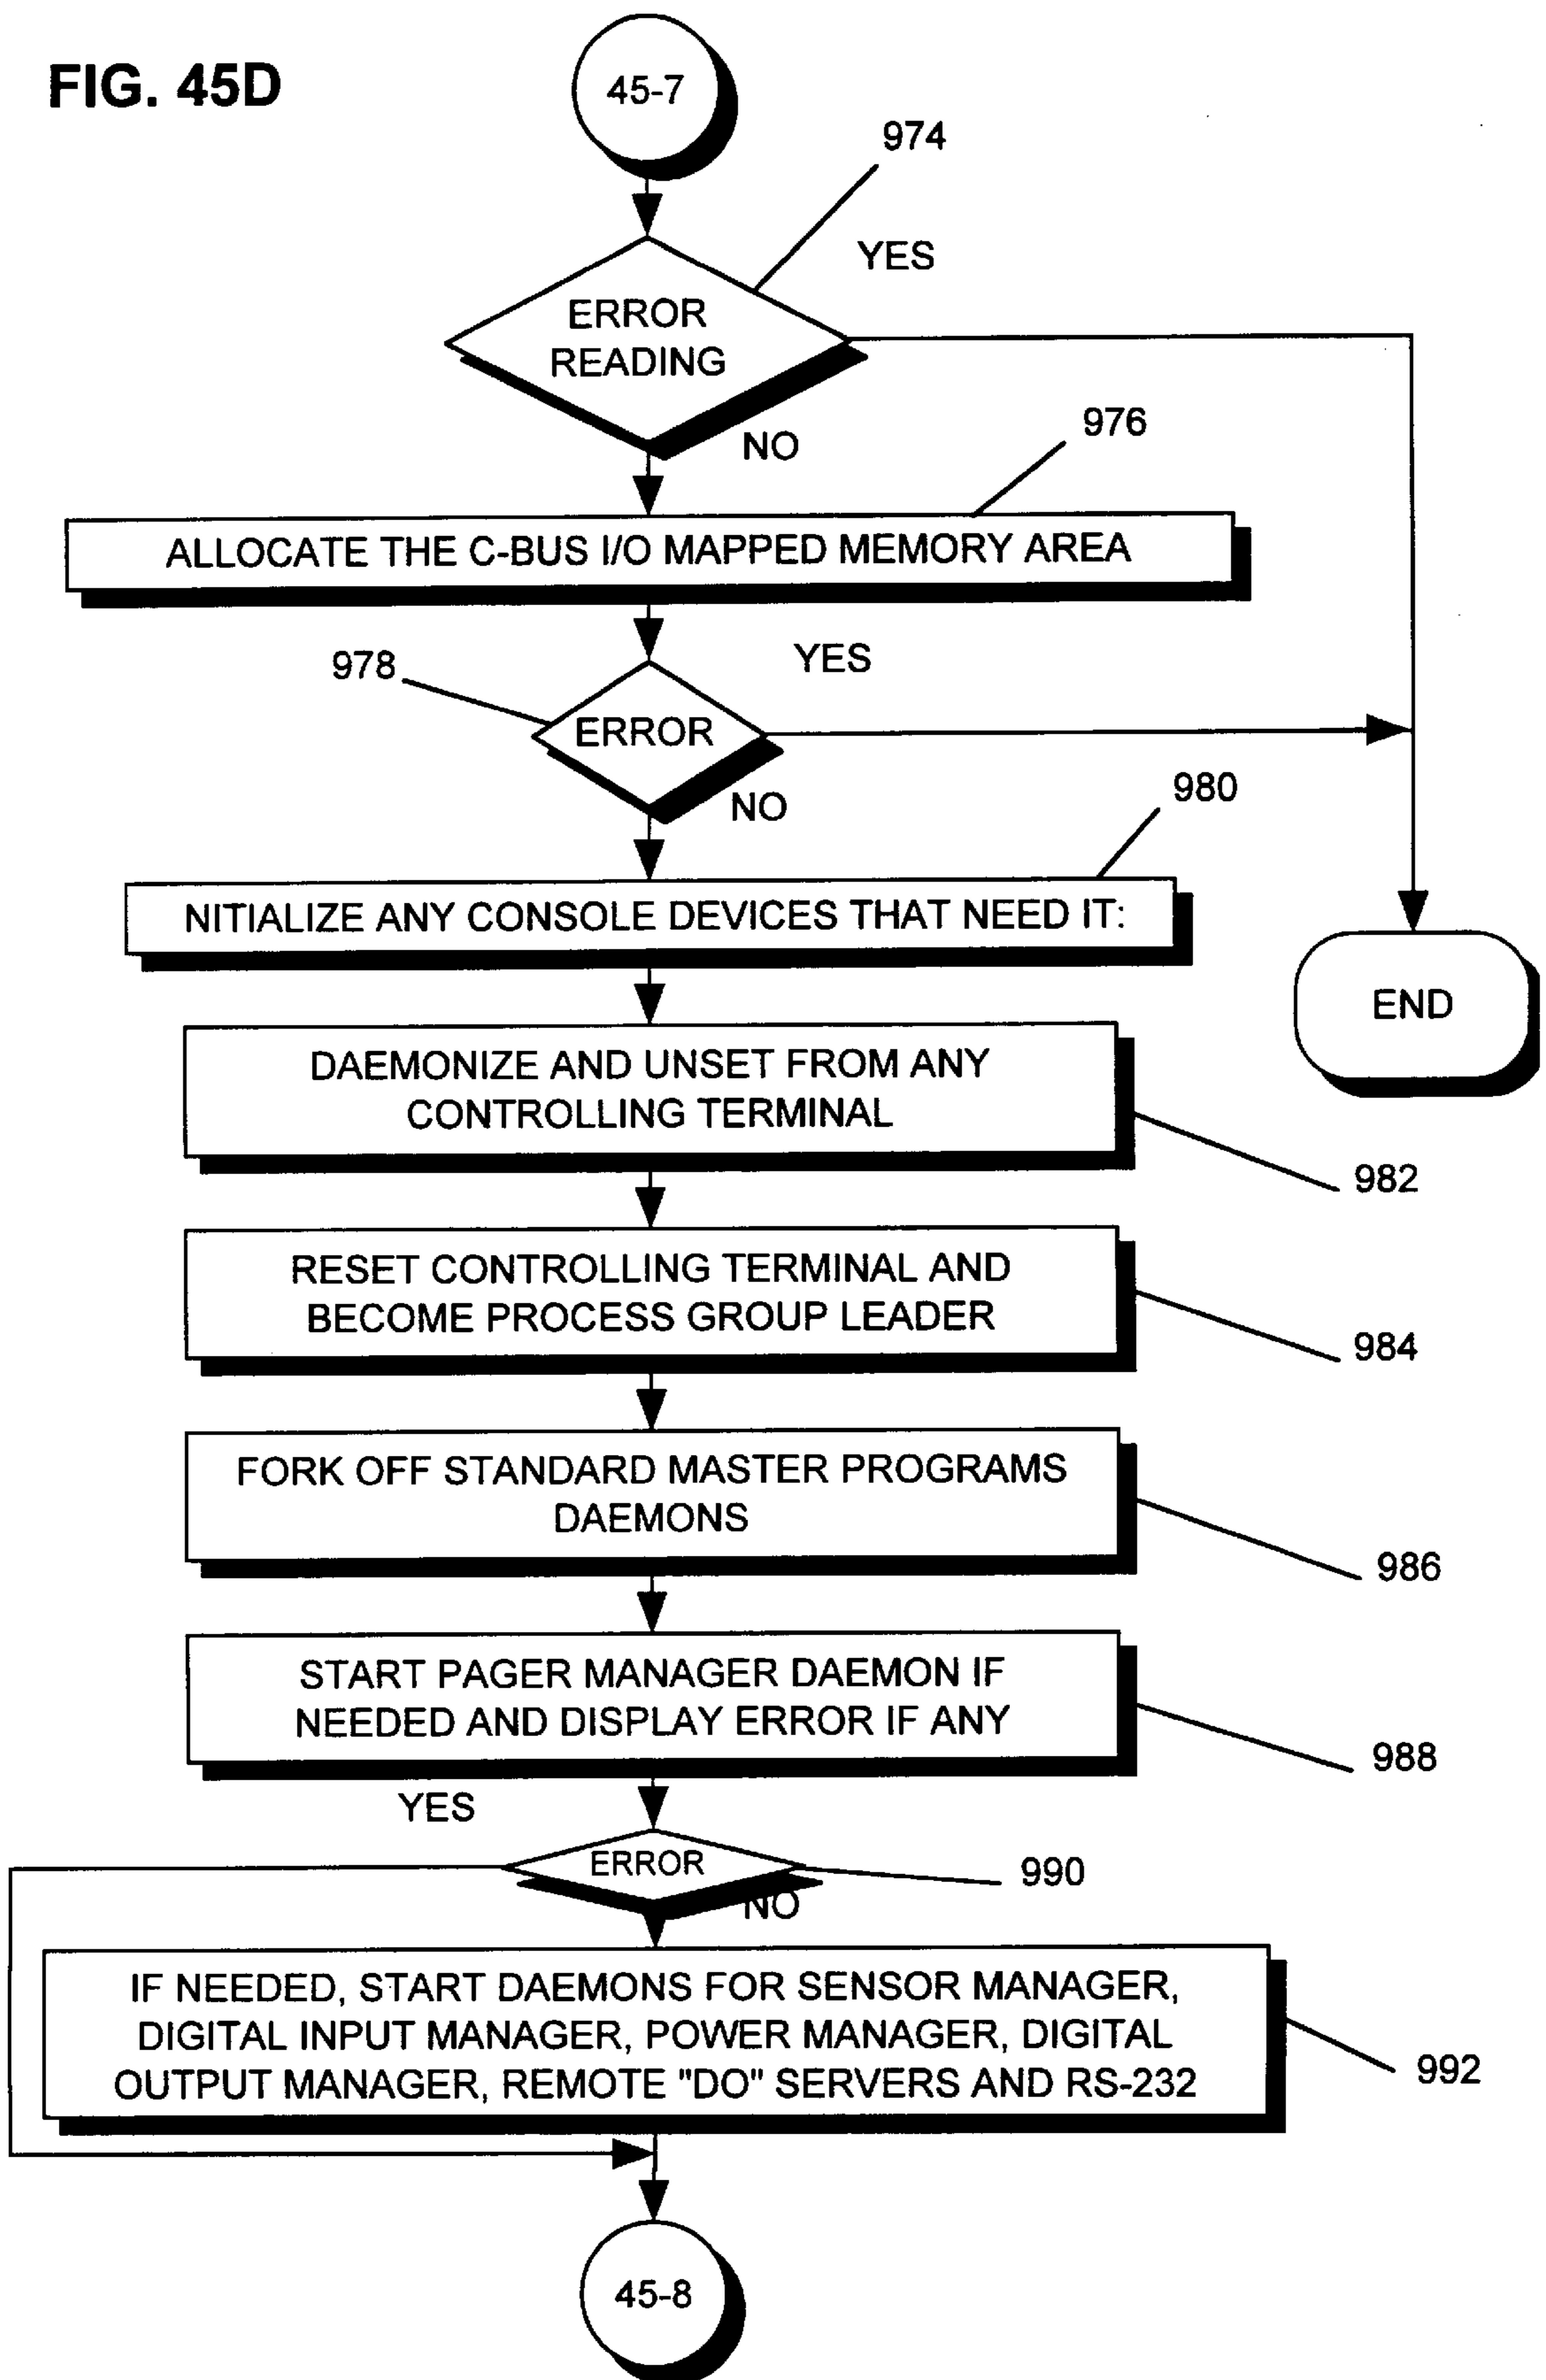 FIG. 45D
45-7
974
YES
ERROR
READING
NO
976
ALLOCATE THE C-BUS I/O MAPPED MEMORY AREA
978
YES
ERROR
NO
980
NITIALIZE ANY CONSOLE DEVICES THAT NEED IT:
END
DAEMONIZE AND UNSET FROM ANY
CONTROLLING TERMINAL
982
RESET CONTROLLING TERMINAL AND
BECOME PROCESS GROUP LEADER
984
FORK OFF STANDARD MASTER PROGRAMS
DAEMONS
986
START PAGER MANAGER DAEMON IF
NEEDED AND DISPLAY ERROR IF ANY
988
YES
ERROR
990
NO
IF NEEDED, START DAEMONS FOR SENSOR MANAGER,
DIGITAL INPUT MANAGER, POWER MANAGER, DIGITAL
OUTPUT MANAGER, REMOTE "DO" SERVERS AND RS-232
992
45-8